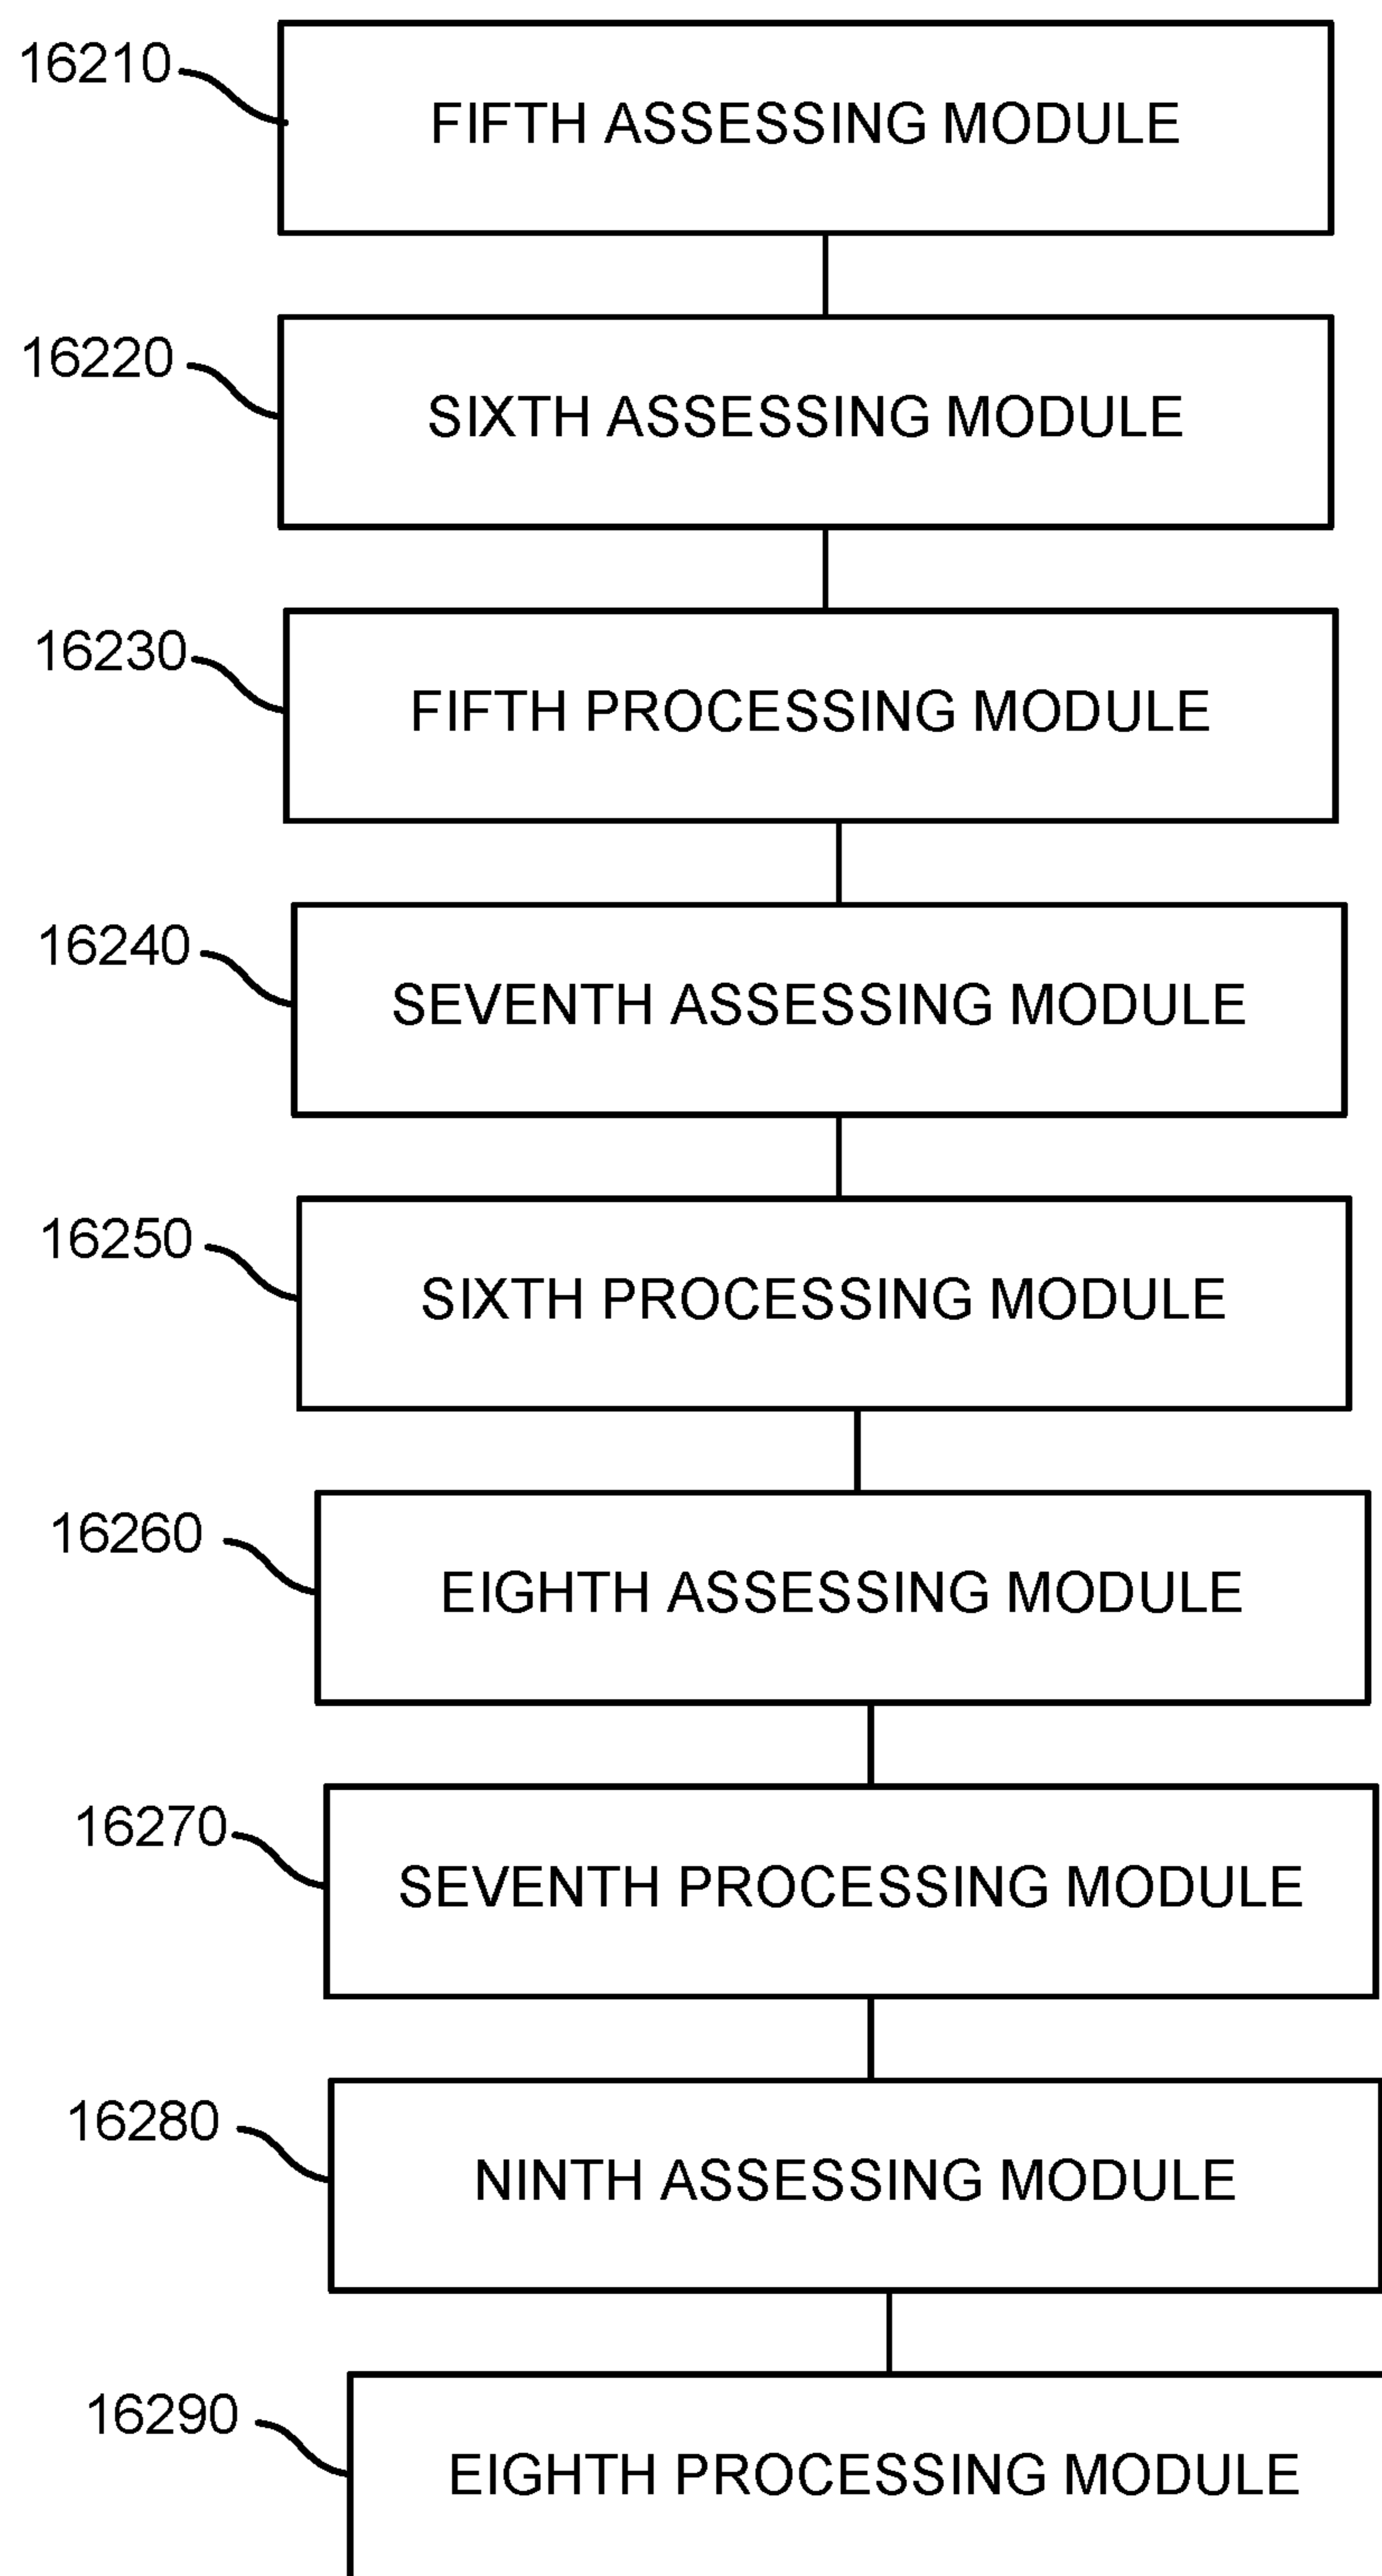 16210
FIFTH ASSESSING MODULE
16220
SIXTH ASSESSING MODULE
16230
FIFTH PROCESSING MODULE
16240
SEVENTH ASSESSING MODULE
16250
SIXTH PROCESSING MODULE
16260
EIGHTH ASSESSING MODULE
16270
SEVENTH PROCESSING MODULE
16280
NINTH ASSESSING MODULE
16290
EIGHTH PROCESSING MODULE